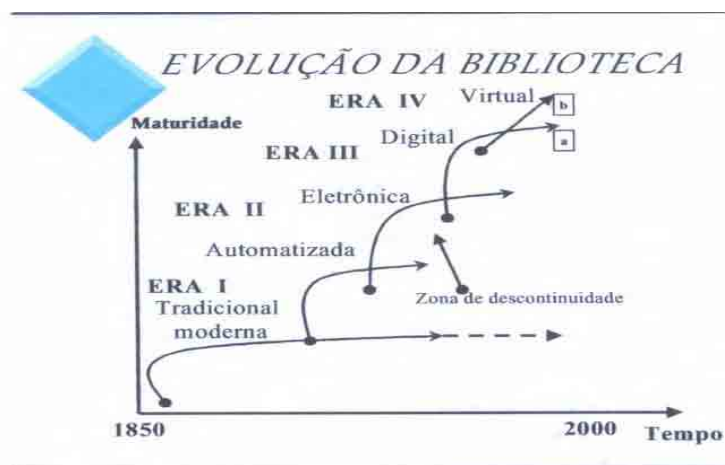 EVOLUÇÃO DA BIBLIOTECA
ERA IV Virtual
b
Maturidade
a
Digital
ERA III
Eletrônica
ERA II
Automatizada
ERA I
Zona de descontinuidade
Tradicional
moderna
1850
2000
Tempo